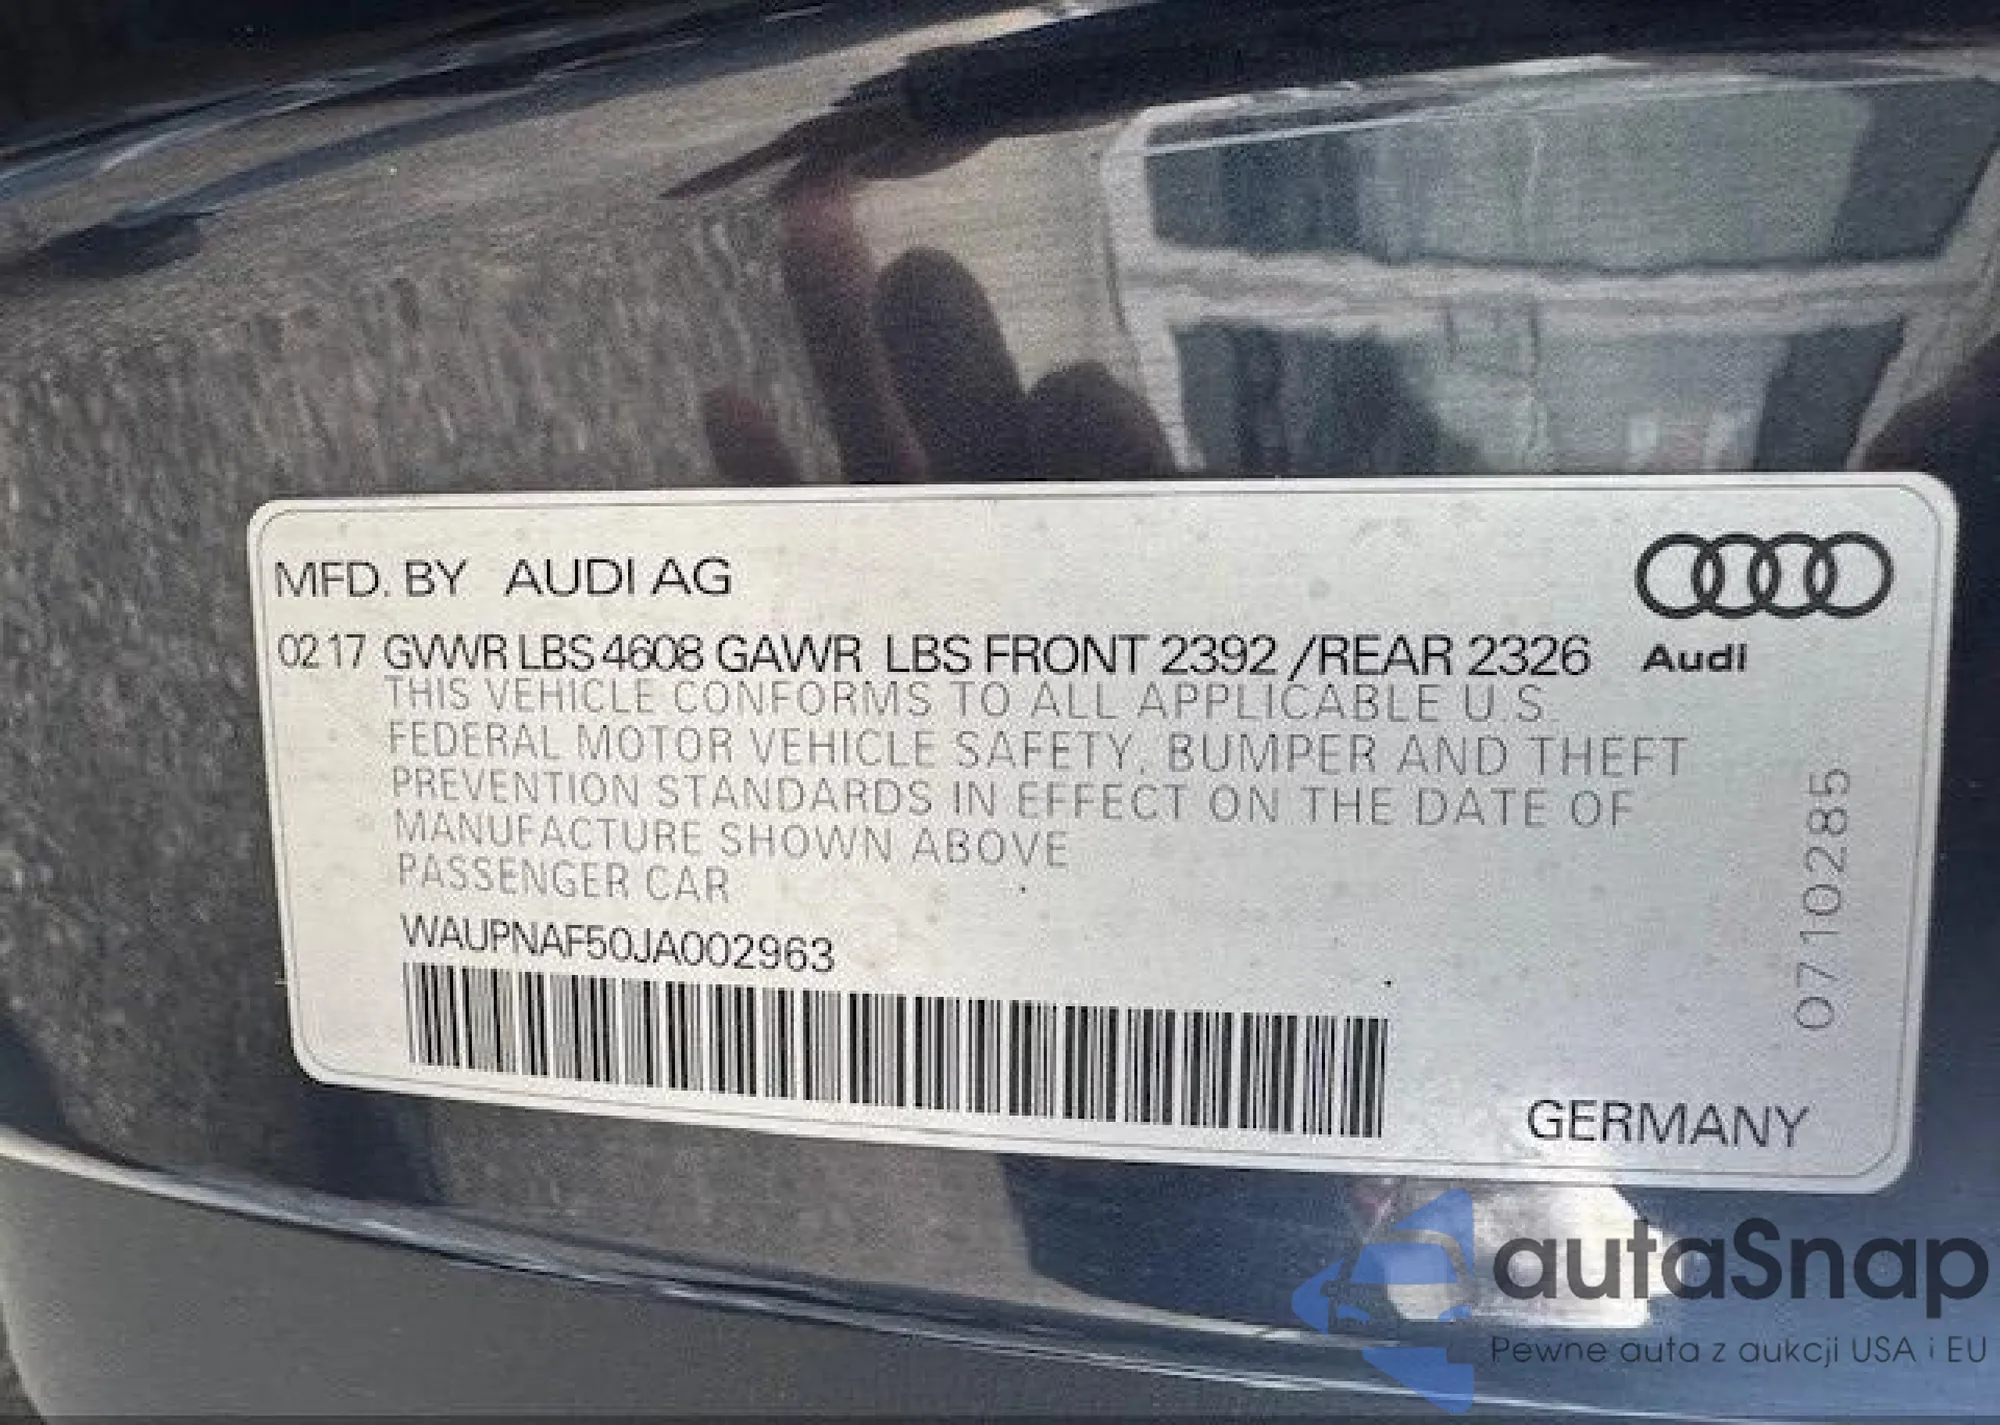 MFD. BY AUDI AG
02 17 GVWR LBS 4608 GAWR LBS FRONT 2392 /REAR 2326
Audi
THIS VEHICLE CONFORMS TO ALL APPLICABLE U.S.
FEDERAL MOTOR VEHICLE SAFETY, BUMPER AND THEFT
PREVENTION STANDARDS IN EFFECT ON THE DATE OF
MANUFACTURE SHOWN ABOVE
PASSENGER CAR
WAUPNAF50JA002963
0710285
GERMANY
autaSnap
Pewne auta z aukcji USA i EU